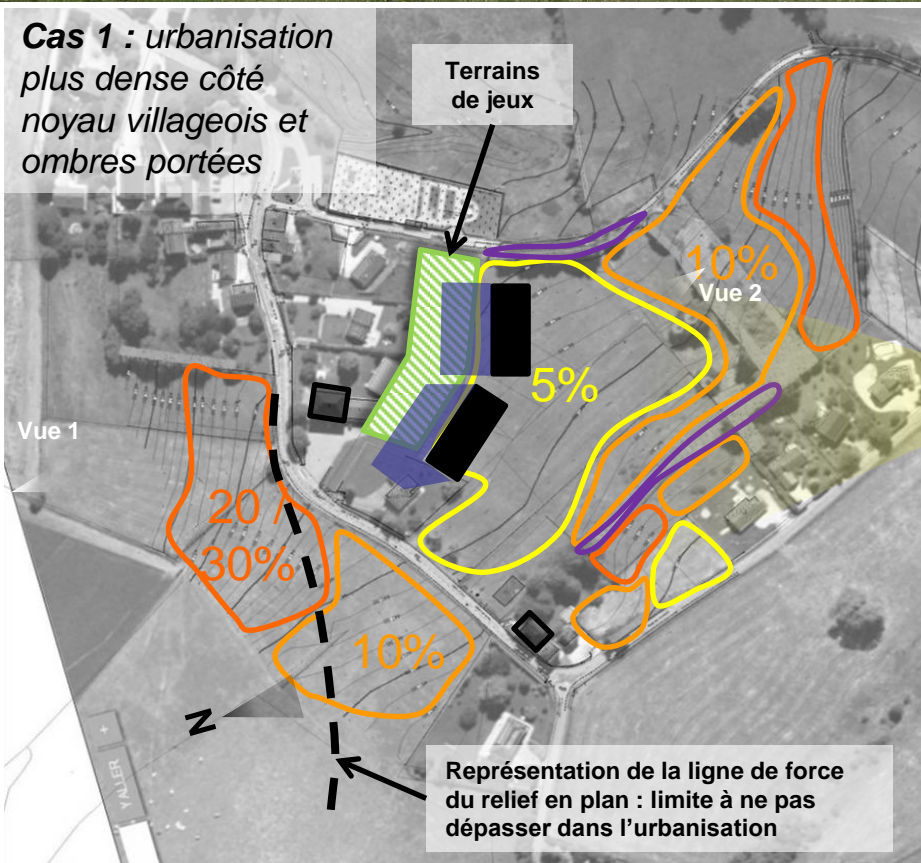 Cas 1 : urbanisation
plus dense côté
noyau villageois et
ombres portées
Terrains
de jeux
10%
Vue 2
5%
Vue 1
20 /
30%
10%
N
VALLER
Représentation de la ligne de force
du relief en plan : limite à ne pas
dépasser dans l'urbanisation